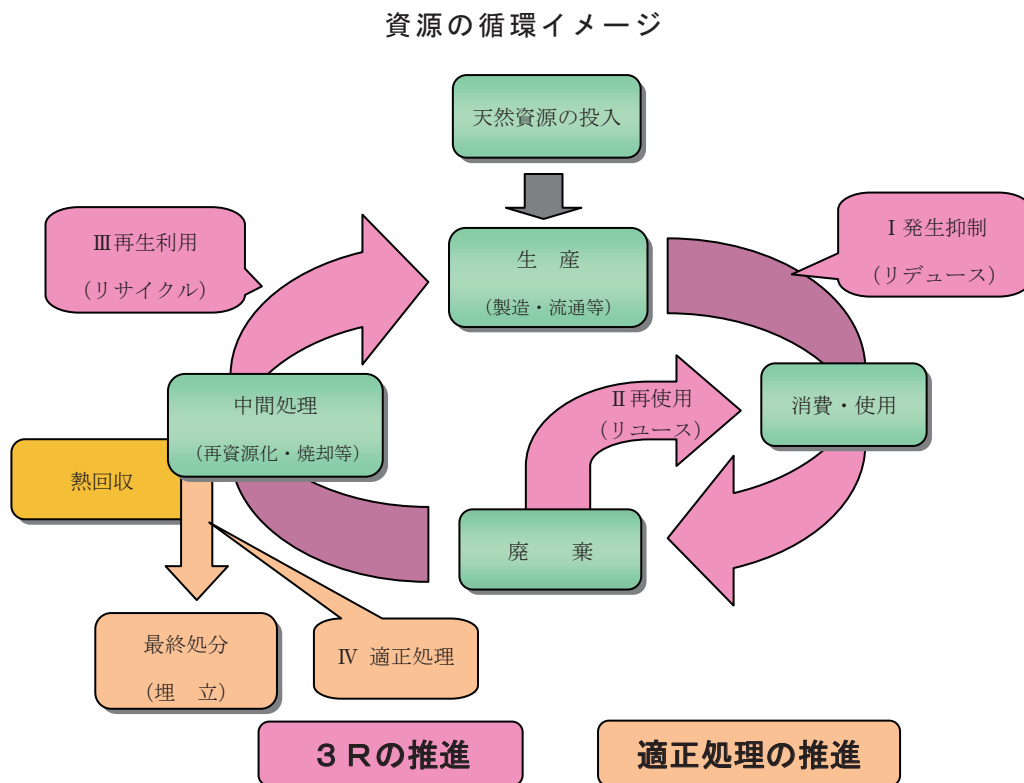 資源の循環イメージ
天然資源の投入
Ⅲ再生利用
（リサイクル）
生　産
（製造・流通等）
Ⅰ発生抑制
（リデュース）
中間処理
（再資源化・焼却等）
Ⅱ再使用
（リユース）
消費・使用
熱回収
廃　　棄
最終処分
（埋　立）
Ⅳ 適正処理
３Ｒの推進
適正処理の推進